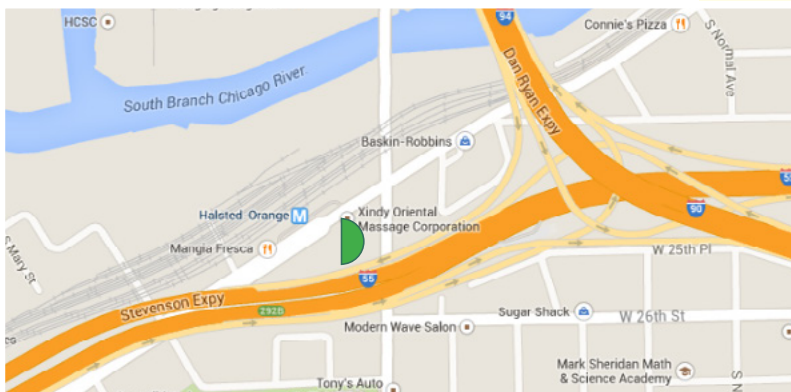 HCSC
94
Connie's Pizza
S Normal Ave
South Branch Chicago River
Dan Ryan Expy
Baskin-Robbins
Halsted Orange
M
Xindy Oriental
Massage Corporation
S Mary St
Mangia Fresca
90
W 25th Pl
55
Stevenson Expy
292B
Sugar Shack
W 26th St
Modern Wave Salon
Mark Sheridan Math
& Science Academy
Tony's Auto